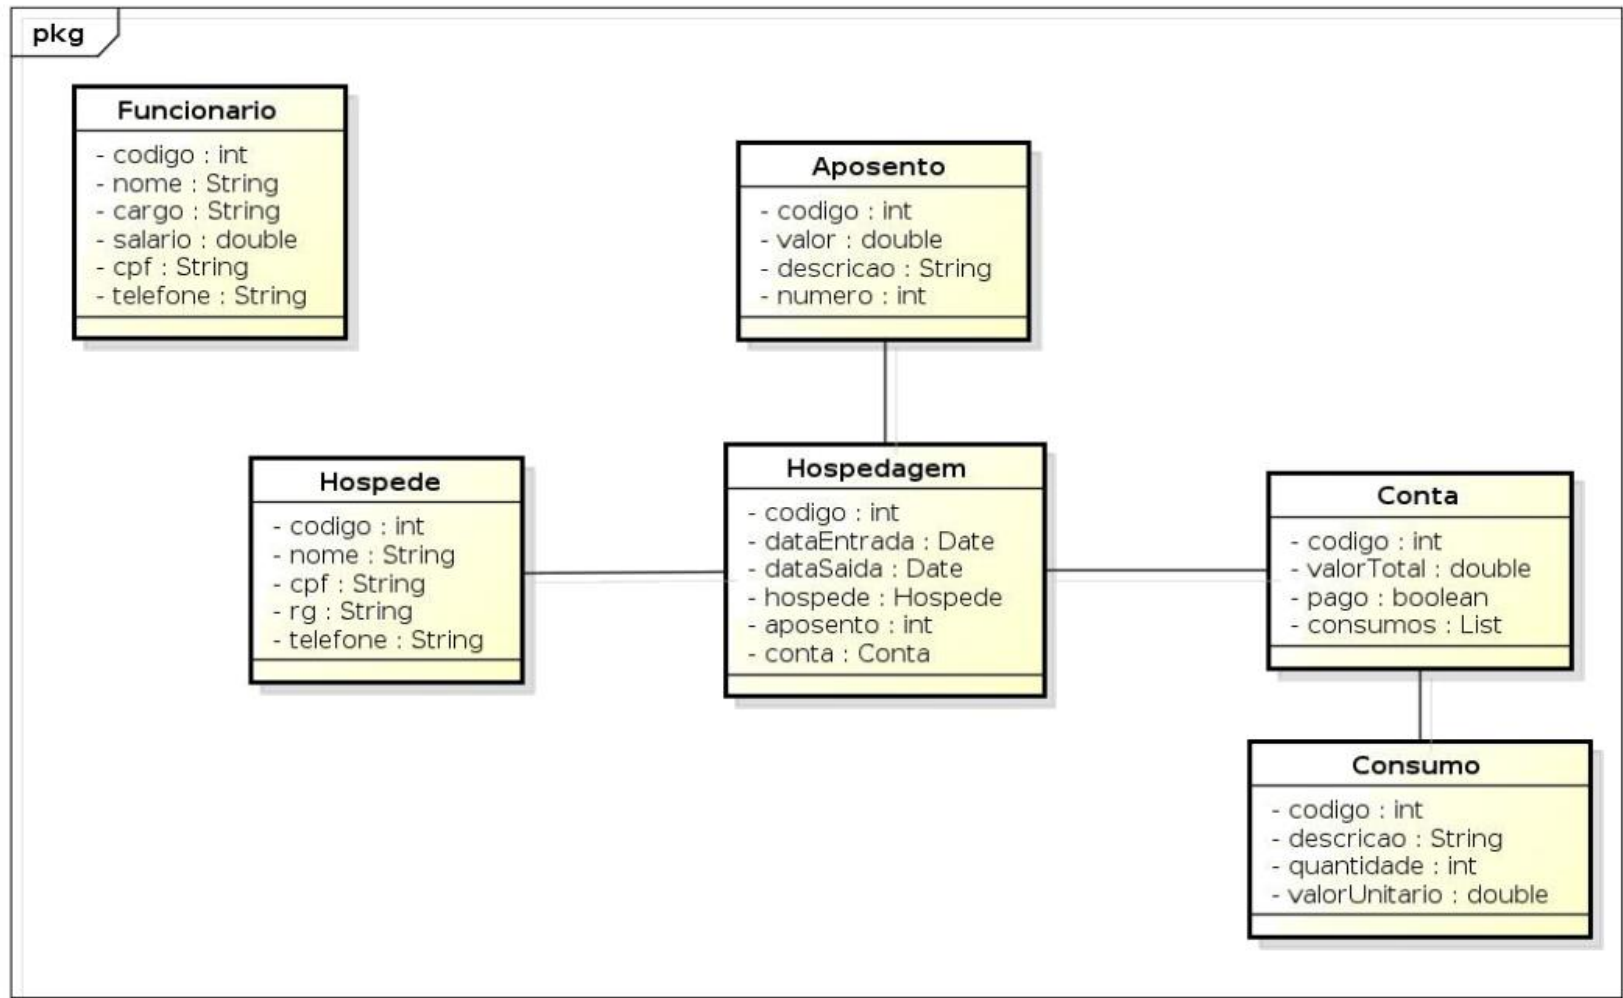 pkg
Funcionario
- codigo : int
- nome : String
- cargo : String
- salario : double
- cpf : String
- telefone : String
Aposento
- codigo : int
- valor : double
- descricao : String
- numero : int
Hospede
- codigo : int
- nome : String
- cpf : String
- rg : String
- telefone : String
Hospedagem
- codigo : int
- dataEntrada : Date
- dataSaida : Date
- hospede : Hospede
- aposento : int
- conta : Conta
Conta
- codigo : int
- valorTotal : double
- pago : boolean
- consumos : List
Consumo
- codigo : int
- descricao : String
- quantidade : int
- valorUnitario : double